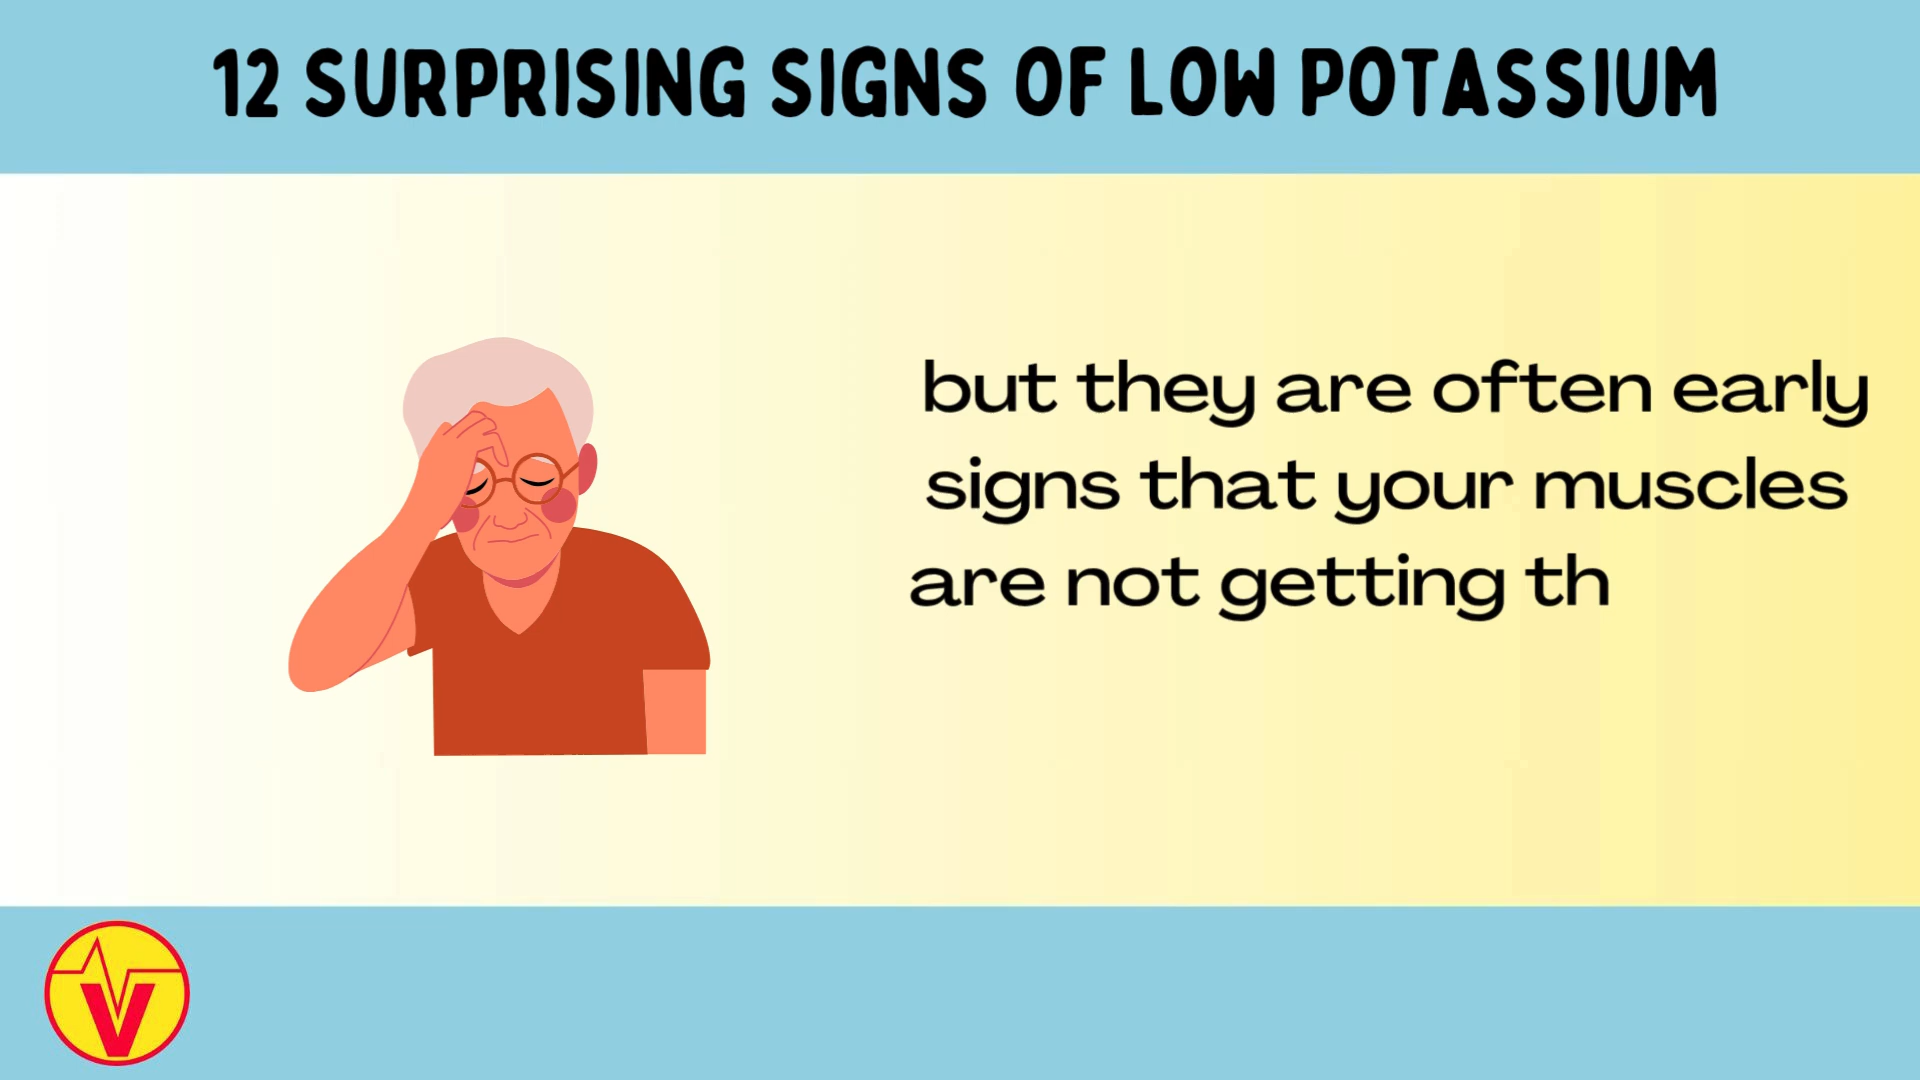 12 SURPRISING SIGNS OF LOW POTASSIUM
but they are often early
signs that your muscles
are not getting th
V